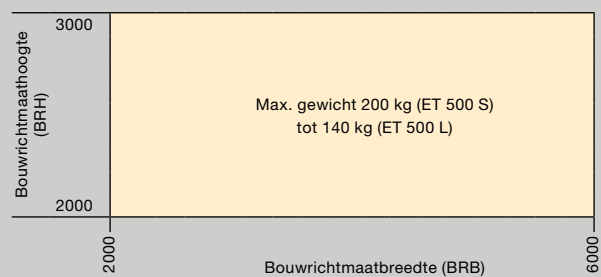 3000
Bouwrichtmaathoogte
(BRH)
Max. gewicht 200 kg (ET 500 S)
tot 140 kg (ET 500 L)
2000
2000
Bouwrichtmaatbreedte (BRB)
6000